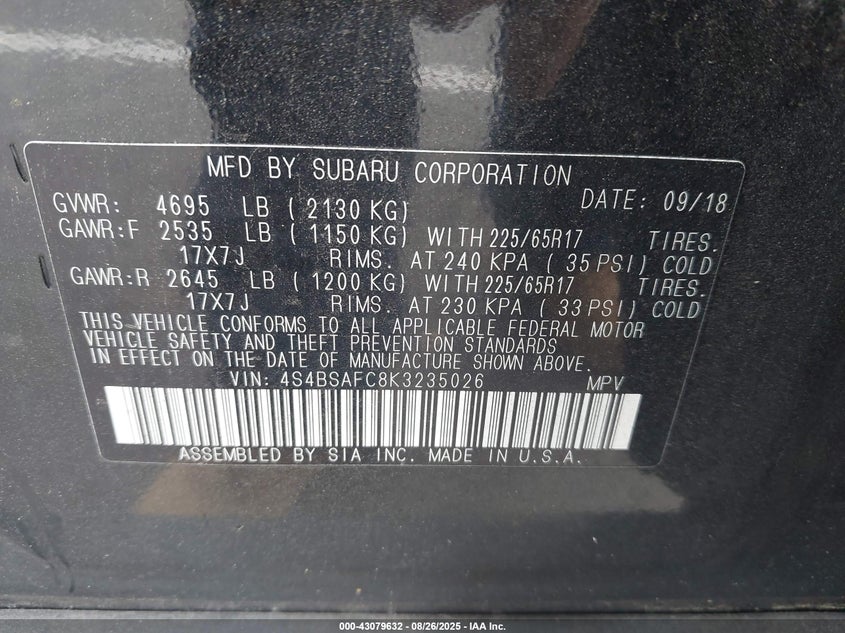 MFD BY SUBARU CORPORATION
GVWR: 4695 LB ( 2130 KG) DATE: 09/18
GAWR:F 2535 LB ( 1150 KG) WITH 225/65R17 TIRES.
17X7J RIMS. AT 240 KPA ( 35 PSI) COLD
GAWR:R 2645 LB ( 1200 KG) WITH 225/65R17 TIRES.
17X7J RIMS. AT 230 KPA ( 33 PSI) COLD
THIS VEHICLE CONFORMS TO ALL APPLICABLE FEDERAL MOTOR
VEHICLE SAFETY AND THEFT PREVENTION STANDARDS
IN EFFECT ON THE DATE OF MANUFACTURE SHOWN ABOVE.
VIN: 4S4BSAFC8K3235026 MPV
ASSEMBLED BY SIA INC. MADE IN U.S.A.
000-43079632 - 08/26/2025 - IAA Inc.